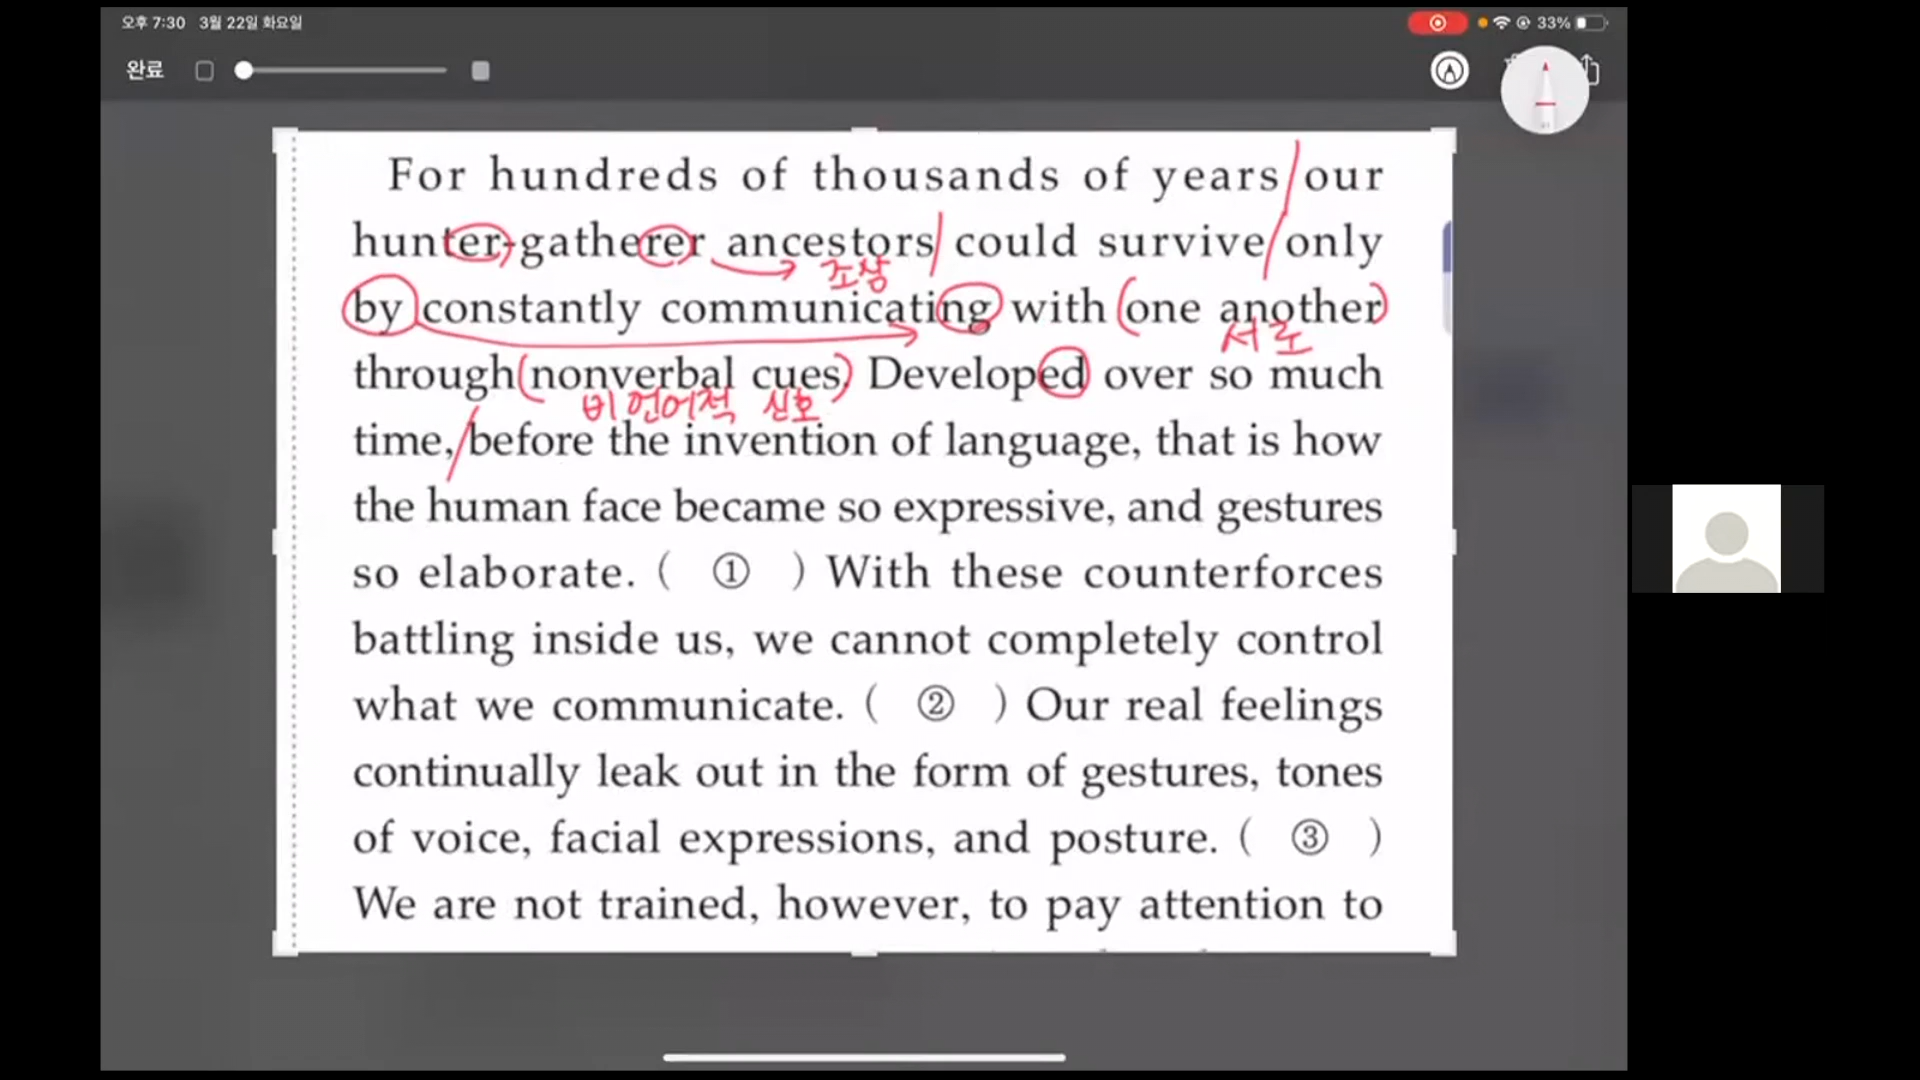 오후 7:30 3월 22일 화요일
33%
완료
For hundreds of thousands of years our
hunter-gatherer ancestors could survive only
조상
by constantly communicating with one another
서로
through nonverbal cues. Developed over so much
비언어적 신호
time, before the invention of language, that is how
the human face became so expressive, and gestures
so elaborate. ( ① ) With these counterforces
battling inside us, we cannot completely control
what we communicate. ( ② ) Our real feelings
continually leak out in the form of gestures, tones
of voice, facial expressions, and posture. ( ③ )
We are not trained, however, to pay attention to